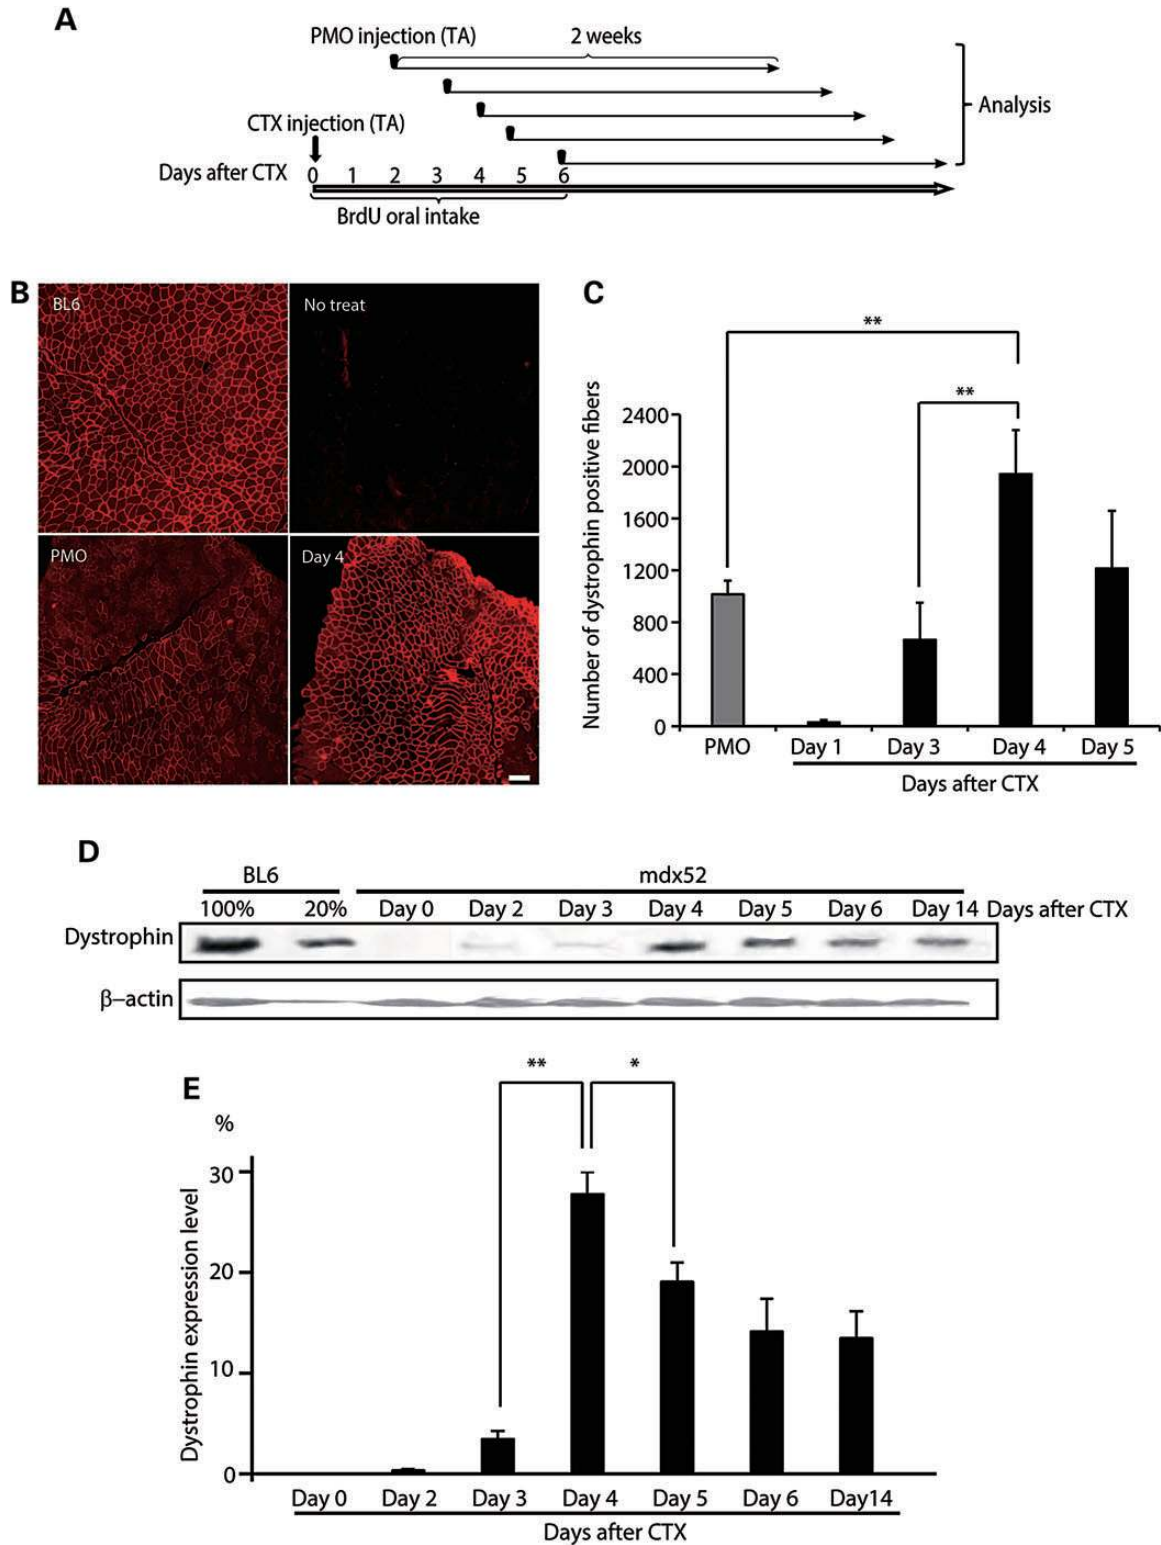 A
PMO injection (TA)
2 weeks
Analysis
CTX injection (TA)
Days after CTX 0 1 2 3 4 5 6
BrdU oral intake
B
BL6
No treat
PMO
Day 4
C
**
**
Number of dystrophin positive fibers
2400
2000
1600
1200
800
400
0
PMO Day 1 Day 3 Day 4 Day 5
Days after CTX
D
BL6 mdx52
100% 20% Day 0 Day 2 Day 3 Day 4 Day 5 Day 6 Day 14 Days after CTX
Dystrophin
β–actin
E
** *
%
Dystrophin expression level
30
20
10
0
Day 0 Day 2 Day 3 Day 4 Day 5 Day 6 Day14
Days after CTX